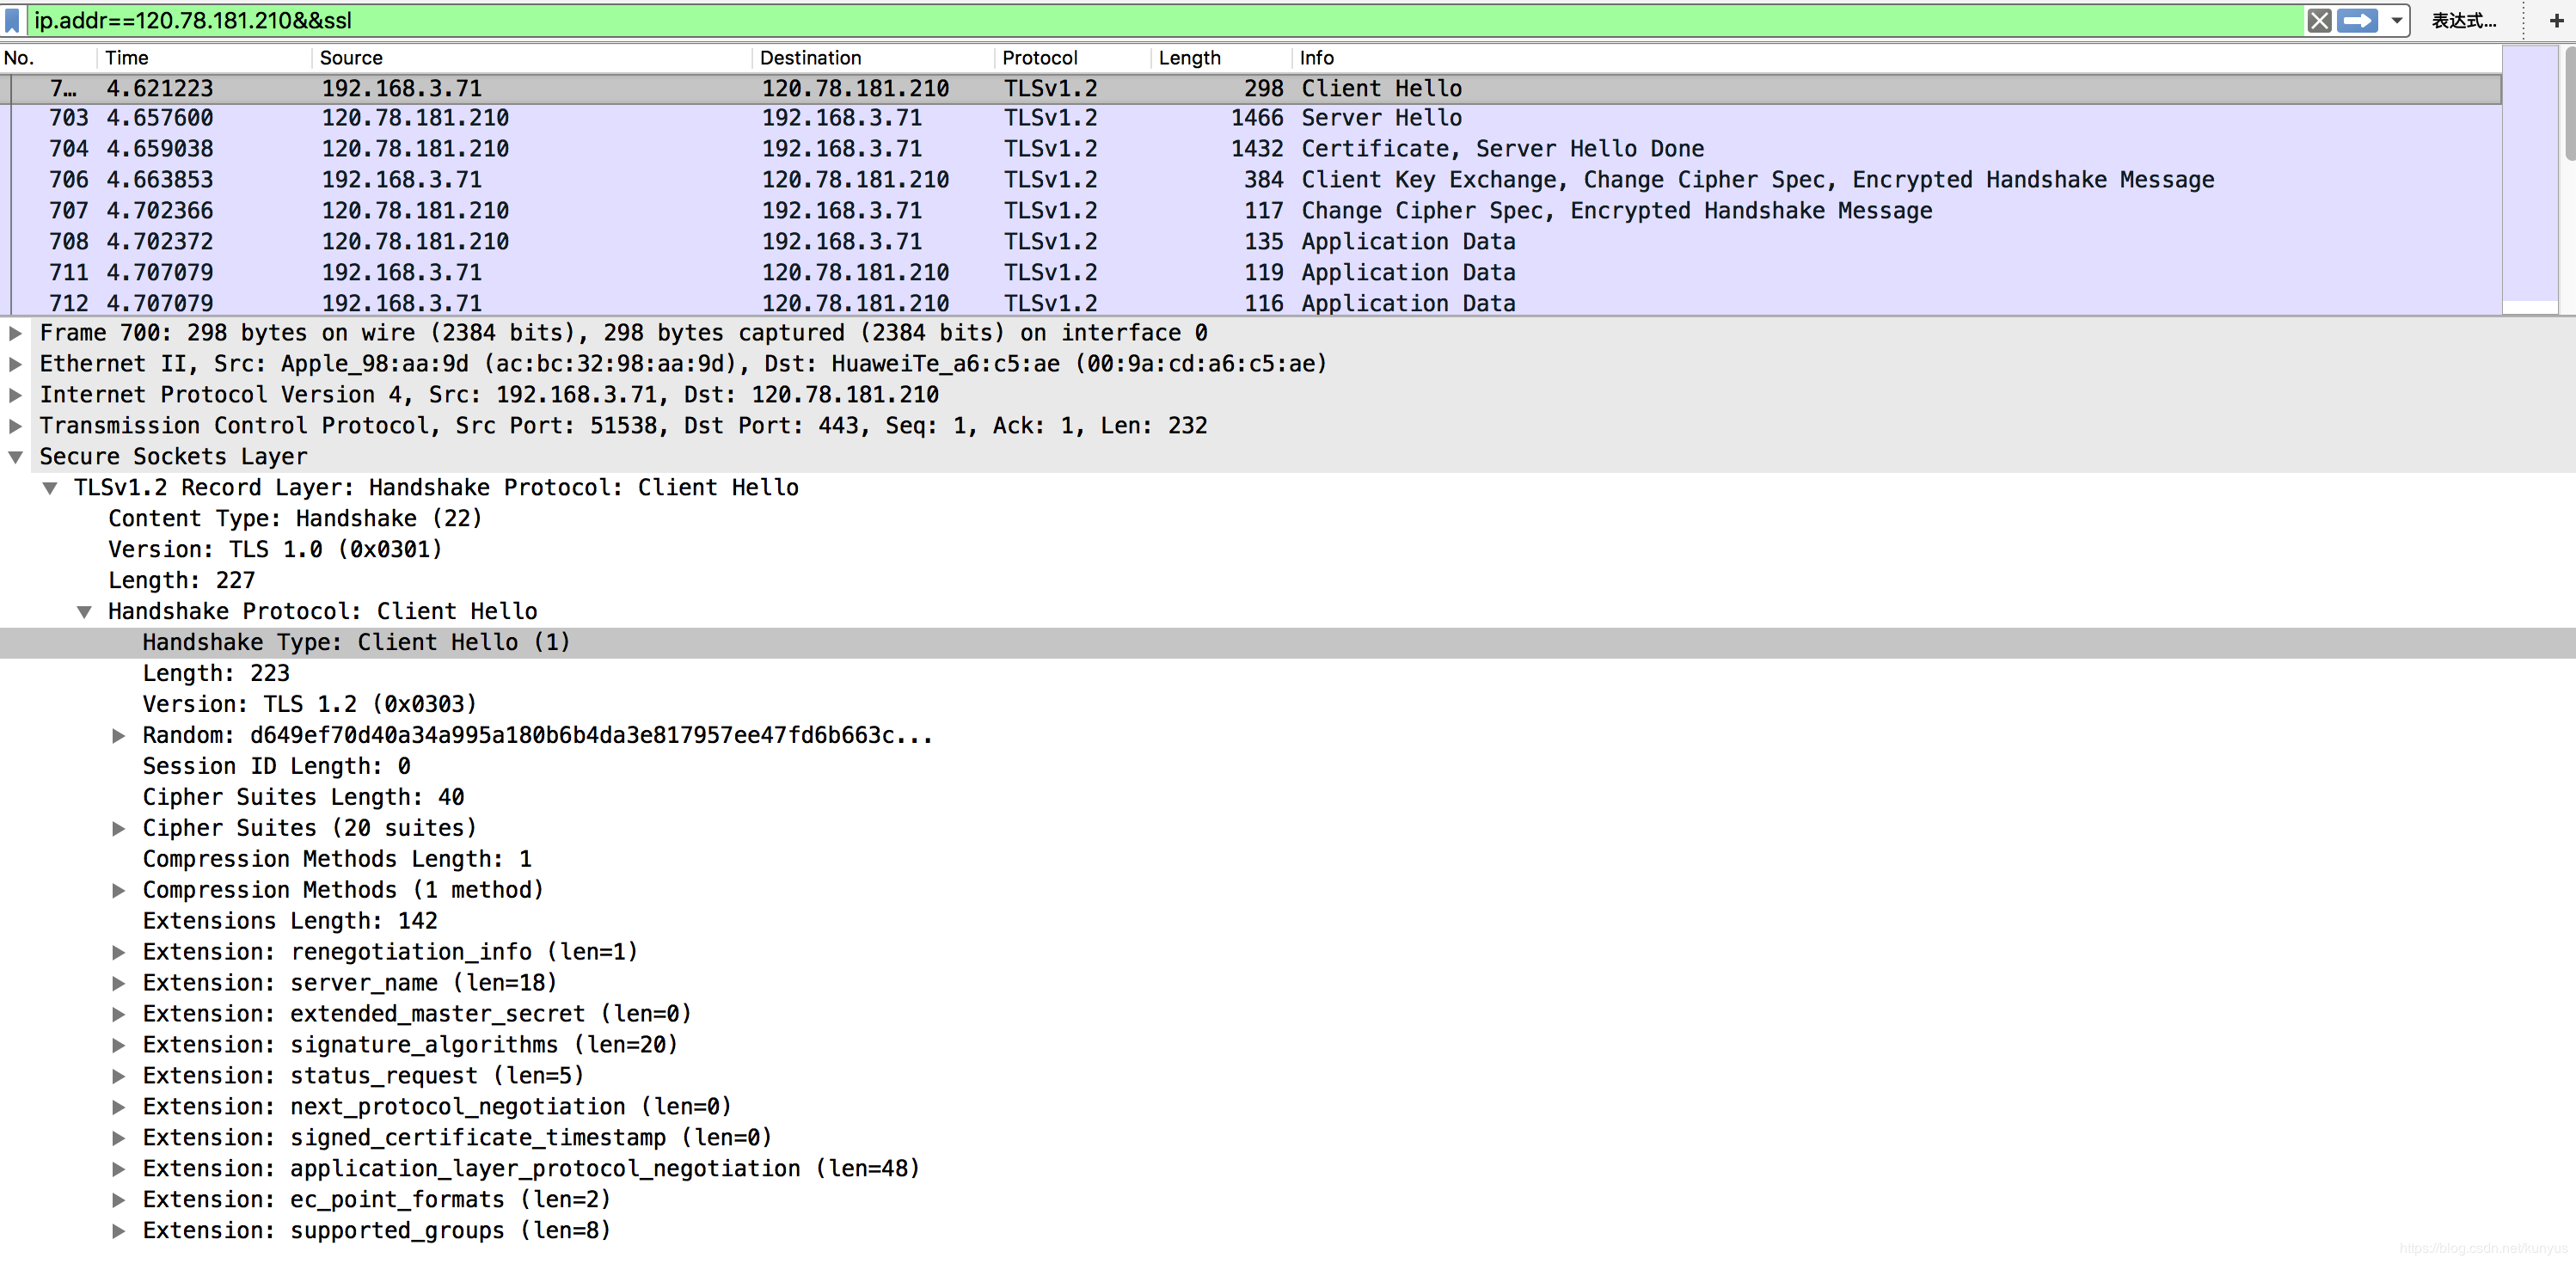 ip.addr==120.78.181.210&&ssl 表达式... +
No. Time Source Destination Protocol Length Info
7... 4.621223 192.168.3.71 120.78.181.210 TLSv1.2 298 Client Hello
703 4.657600 120.78.181.210 192.168.3.71 TLSv1.2 1466 Server Hello
704 4.659038 120.78.181.210 192.168.3.71 TLSv1.2 1432 Certificate, Server Hello Done
706 4.663853 192.168.3.71 120.78.181.210 TLSv1.2 384 Client Key Exchange, Change Cipher Spec, Encrypted Handshake Message
707 4.702366 120.78.181.210 192.168.3.71 TLSv1.2 117 Change Cipher Spec, Encrypted Handshake Message
708 4.702372 120.78.181.210 192.168.3.71 TLSv1.2 135 Application Data
711 4.707079 192.168.3.71 120.78.181.210 TLSv1.2 119 Application Data
712 4.707079 192.168.3.71 120.78.181.210 TLSv1.2 116 Application Data
Frame 700: 298 bytes on wire (2384 bits), 298 bytes captured (2384 bits) on interface 0
Ethernet II, Src: Apple_98:aa:9d (ac:bc:32:98:aa:9d), Dst: HuaweiTe_a6:c5:ae (00:9a:cd:a6:c5:ae)
Internet Protocol Version 4, Src: 192.168.3.71, Dst: 120.78.181.210
Transmission Control Protocol, Src Port: 51538, Dst Port: 443, Seq: 1, Ack: 1, Len: 232
Secure Sockets Layer
TLSv1.2 Record Layer: Handshake Protocol: Client Hello
Content Type: Handshake (22)
Version: TLS 1.0 (0x0301)
Length: 227
Handshake Protocol: Client Hello
Handshake Type: Client Hello (1)
Length: 223
Version: TLS 1.2 (0x0303)
Random: d649ef70d40a34a995a180b6b4da3e817957ee47fd6b663c...
Session ID Length: 0
Cipher Suites Length: 40
Cipher Suites (20 suites)
Compression Methods Length: 1
Compression Methods (1 method)
Extensions Length: 142
Extension: renegotiation_info (len=1)
Extension: server_name (len=18)
Extension: extended_master_secret (len=0)
Extension: signature_algorithms (len=20)
Extension: status_request (len=5)
Extension: next_protocol_negotiation (len=0)
Extension: signed_certificate_timestamp (len=0)
Extension: application_layer_protocol_negotiation (len=48)
Extension: ec_point_formats (len=2)
Extension: supported_groups (len=8)
https://blog.csdn.net/kunyus